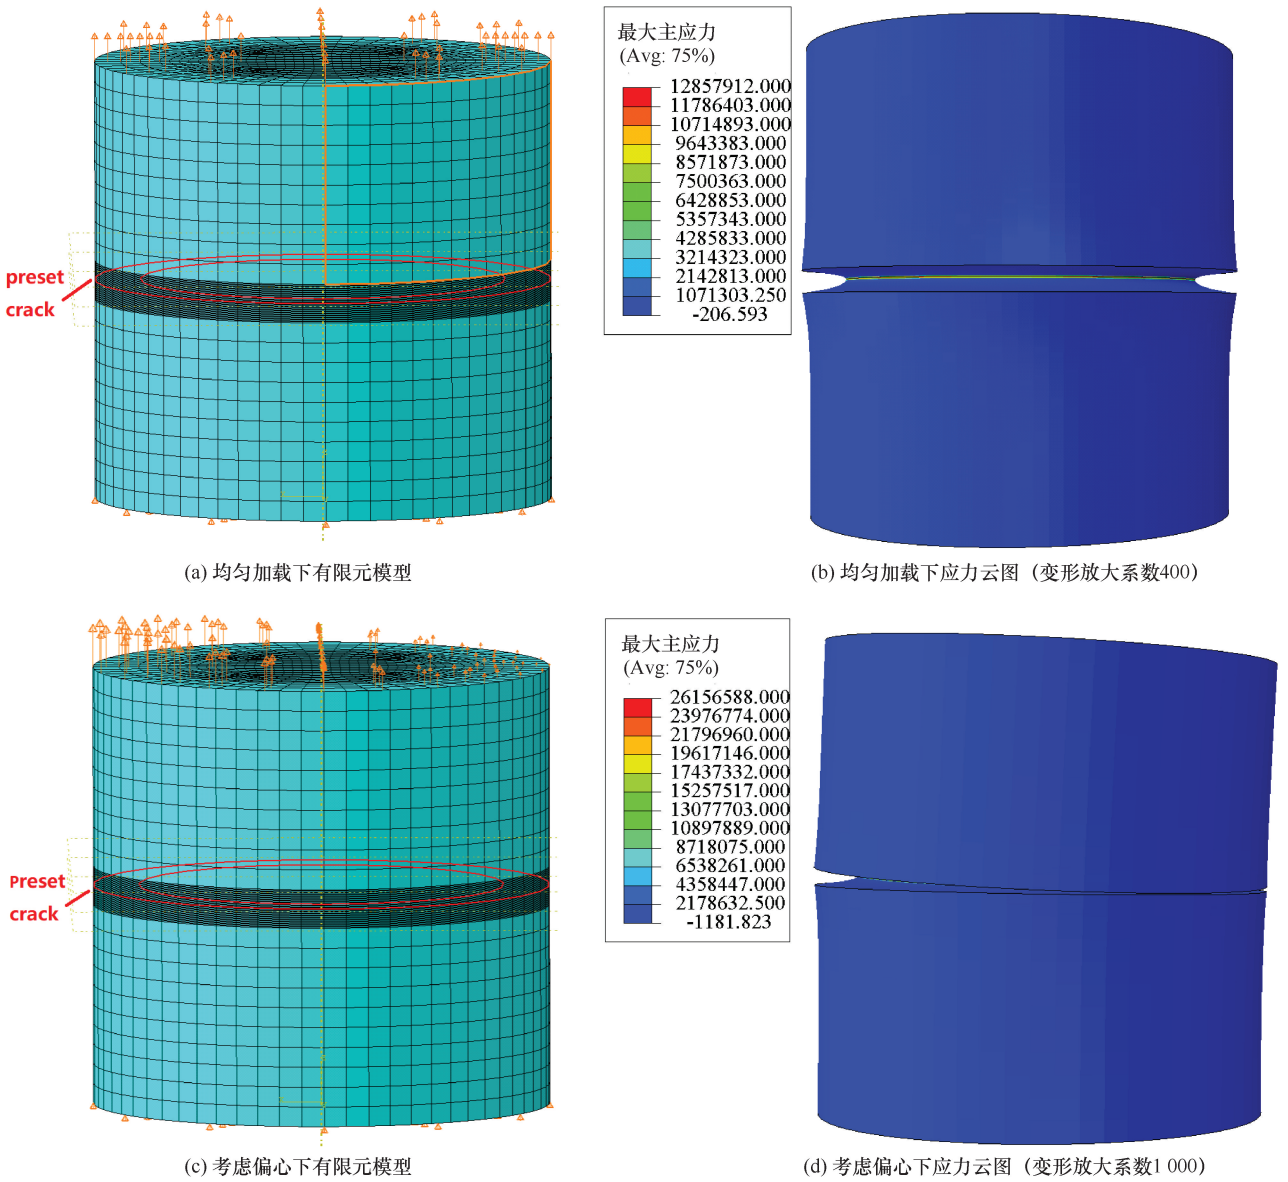 preset
crack
最大主应力
(Avg: 75%)
12857912.000
11786403.000
10714893.000
9643383.000
8571873.000
7500363.000
6428853.000
5357343.000
4285833.000
3214323.000
2142813.000
1071303.250
-206.593
(a) 均匀加载下有限元模型
(b) 均匀加载下应力云图（变形放大系数400）
Preset
crack
最大主应力
(Avg: 75%)
26156588.000
23976774.000
21796960.000
19617146.000
17437332.000
15257517.000
13077703.000
10897889.000
8718075.000
6538261.000
4358447.000
2178632.500
-1181.823
(c) 考虑偏心下有限元模型
(d) 考虑偏心下应力云图（变形放大系数1 000）